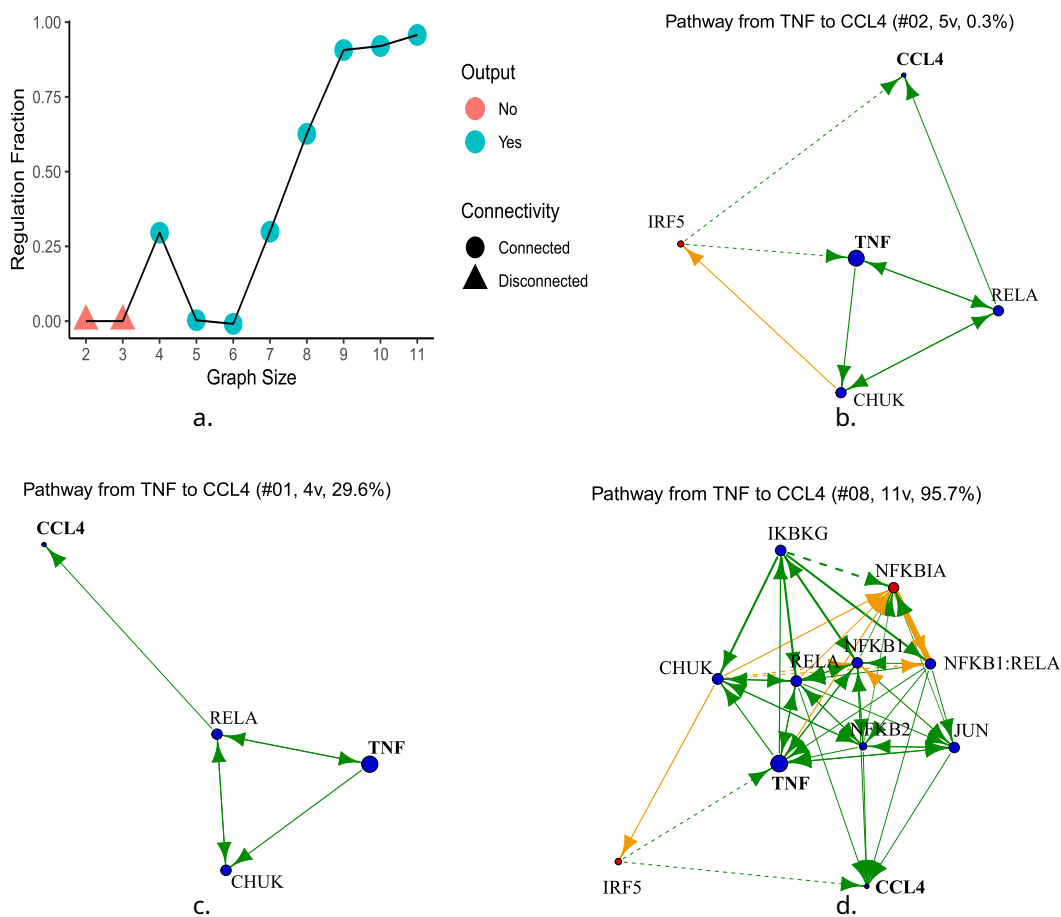 1.00
0.75
0.50
0.25
0.00
Regulation Fraction
2 3 4 5 6 7 8 9 10 11
Graph Size
Output
No
Yes
Connectivity
Connected
Disconnected
a.
Pathway from TNF to CCL4 (#02, 5v, 0.3%)
CCL4
IRF5
TNF
RELA
CHUK
b.
Pathway from TNF to CCL4 (#01, 4v, 29.6%)
CCL4
RELA
TNF
CHUK
c.
Pathway from TNF to CCL4 (#08, 11v, 95.7%)
IKBKG
NFKBIA
NFKB1
CHUK
RELA
NFKB1:RELA
NFKB2
JUN
TNF
IRF5
CCL4
d.